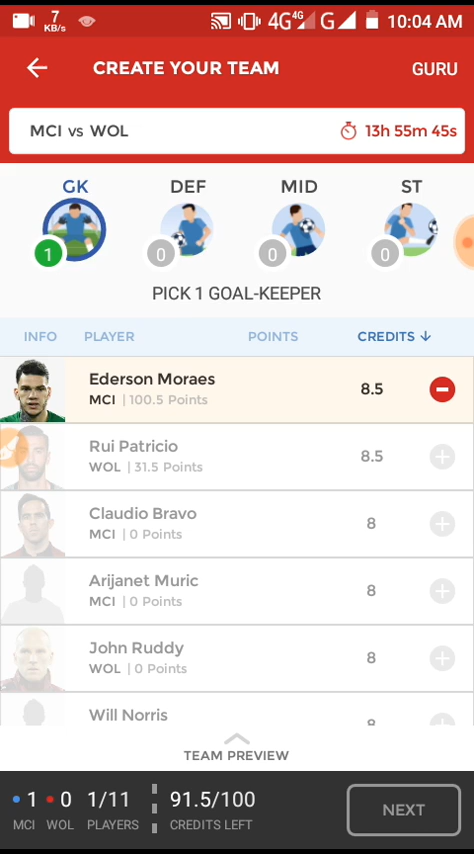 7 KB/s 4G 4G G 10:04 AM
CREATE YOUR TEAM GURU
MCI vs WOL 13h 55m 45s
GK DEF MID ST
1 0 0 0
PICK 1 GOAL-KEEPER
INFO PLAYER POINTS CREDITS ↓
Ederson Moraes
MCI | 100.5 Points 8.5
Rui Patricio
WOL | 31.5 Points 8.5
Claudio Bravo
MCI | 0 Points 8
Arijanet Muric
MCI | 0 Points 8
John Ruddy
WOL | 0 Points 8
Will Norris
TEAM PREVIEW
1 0 1/11 91.5/100 NEXT
MCI WOL PLAYERS CREDITS LEFT